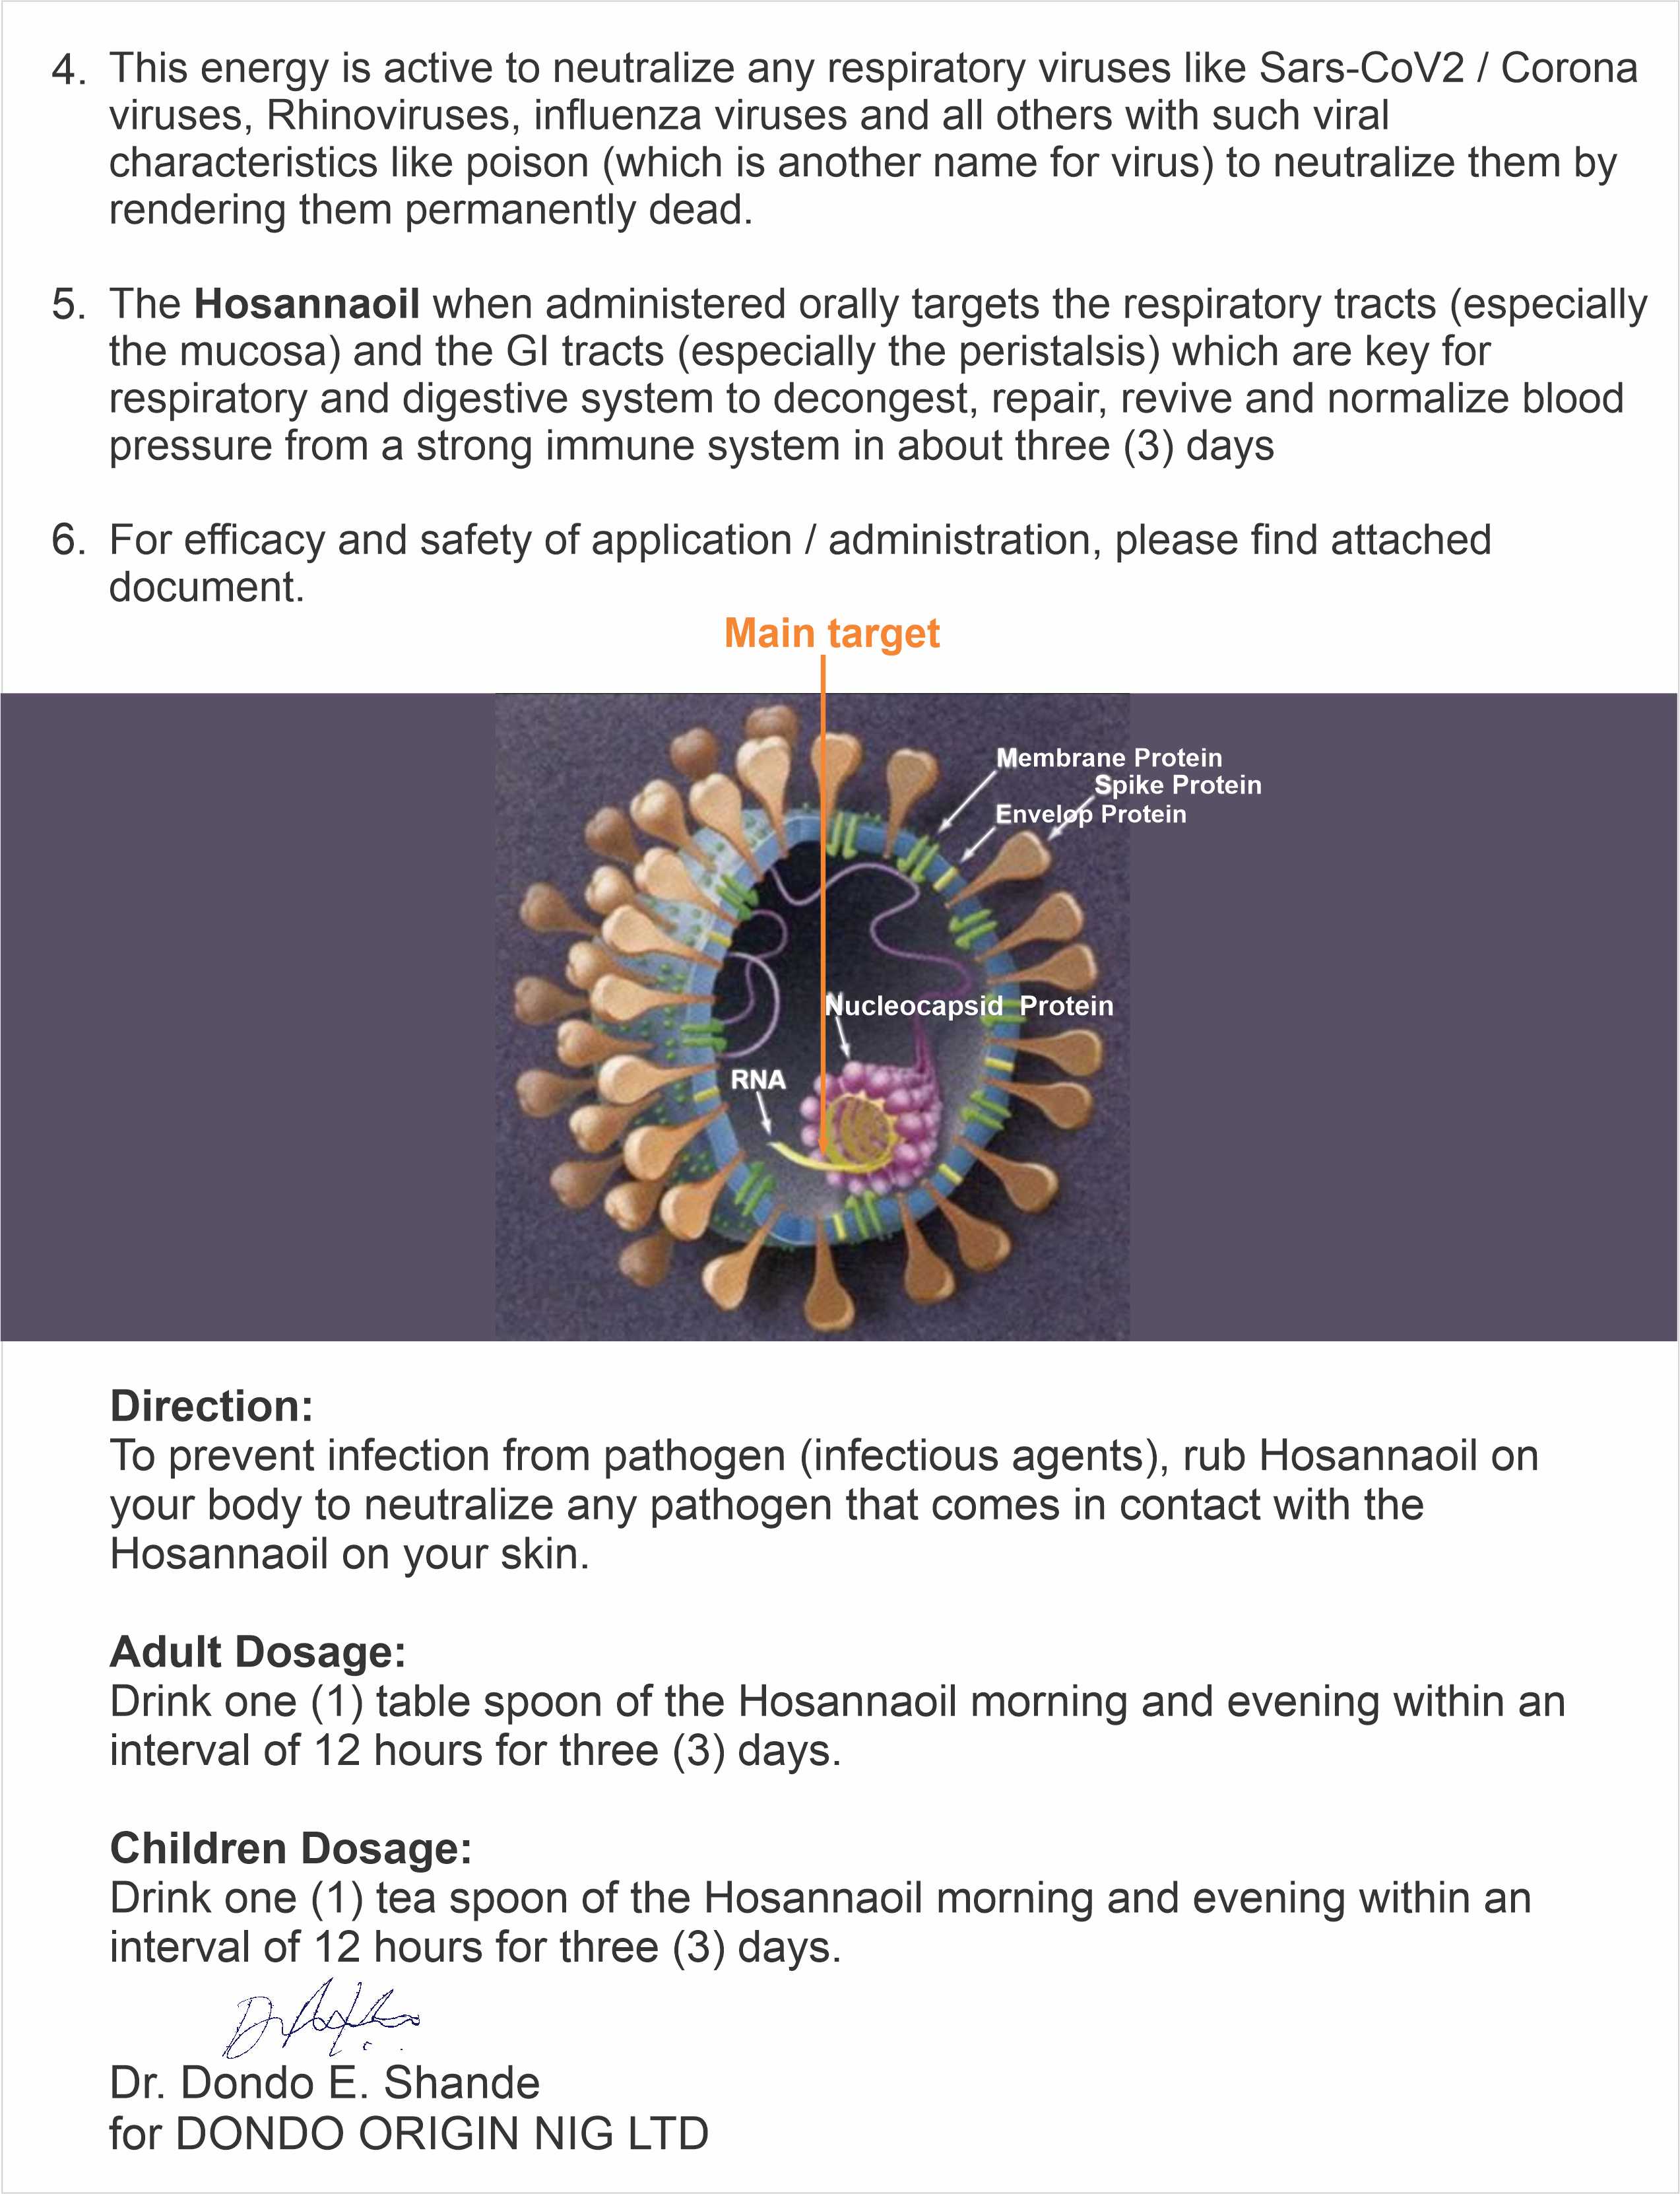 4. This energy is active to neutralize any respiratory viruses like Sars-CoV2 / Corona
viruses, Rhinoviruses, influenza viruses and all others with such viral
characteristics like poison (which is another name for virus) to neutralize them by
rendering them permanently dead.
5. The Hosannaoil when administered orally targets the respiratory tracts (especially
the mucosa) and the GI tracts (especially the peristalsis) which are key for
respiratory and digestive system to decongest, repair, revive and normalize blood
pressure from a strong immune system in about three (3) days
6. For efficacy and safety of application / administration, please find attached
document.
Main target
Membrane Protein
Spike Protein
Envelop Protein
Nucleocapsid Protein
RNA
Direction:
To prevent infection from pathogen (infectious agents), rub Hosannaoil on
your body to neutralize any pathogen that comes in contact with the
Hosannaoil on your skin.
Adult Dosage:
Drink one (1) table spoon of the Hosannaoil morning and evening within an
interval of 12 hours for three (3) days.
Children Dosage:
Drink one (1) tea spoon of the Hosannaoil morning and evening within an
interval of 12 hours for three (3) days.
Dr. Dondo E. Shande
for DONDO ORIGIN NIG LTD